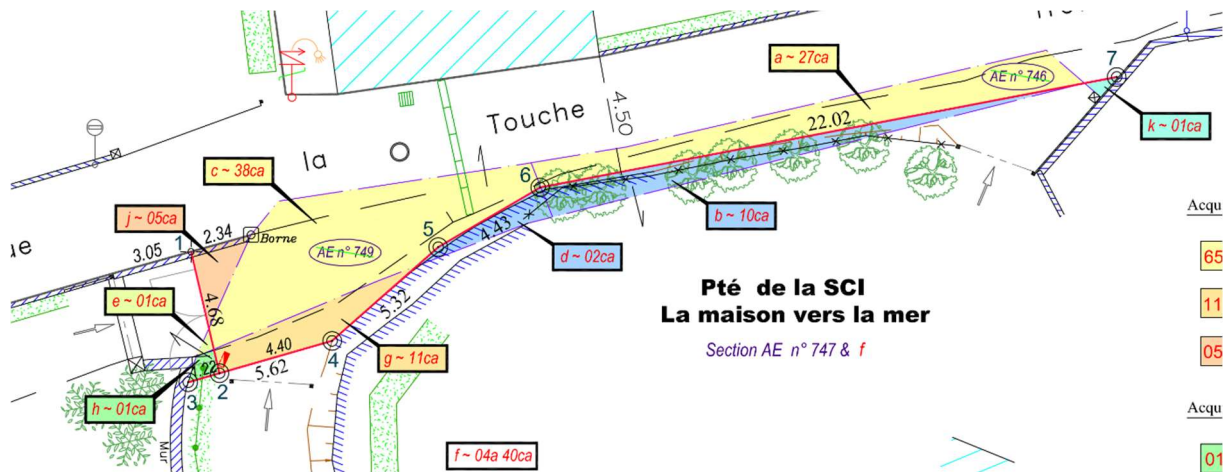 a ~ 27ca
7
AE n° 746
22.02
k ~ 01ca
4.50
Touche
la
c ~ 38ca
6
b ~ 10ca
j ~ 05ca
2.34
1
3.05
Borne
5
4.43
d ~ 02ca
AE n° 749
ue
Acqu
65
4.68
e ~ 01ca
5.32
Pté de la SCI
La maison vers la mer
Section AE n° 747 & f
11
4.40
4
g ~ 11ca
5.62
22
2
3
05
h ~ 01ca
Acqu
Mur
f ~ 04a 40ca
01